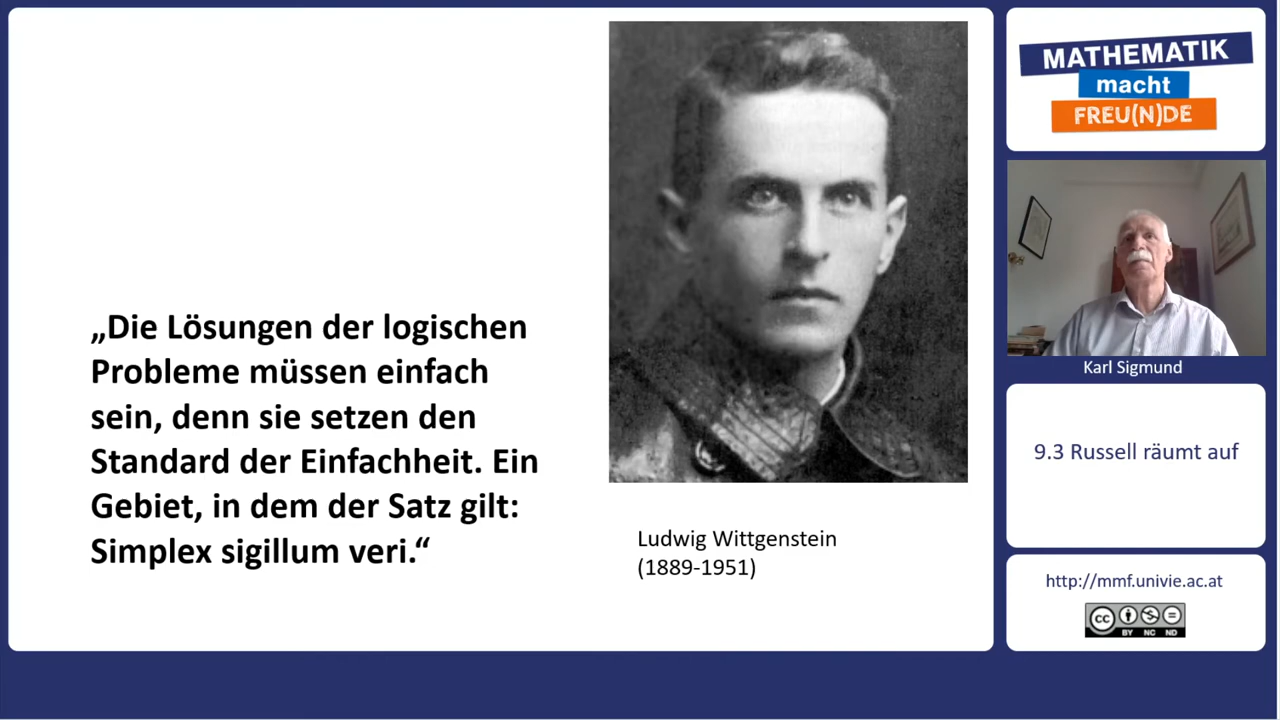 „Die Lösungen der logischen
Probleme müssen einfach
sein, denn sie setzen den
Standard der Einfachheit. Ein
Gebiet, in dem der Satz gilt:
Simplex sigillum veri.“
Ludwig Wittgenstein
(1889-1951)
MATHEMATIK
macht
FREU(N)DE
Karl Sigmund
9.3 Russell räumt auf
http://mmf.univie.ac.at
CC BY NC ND